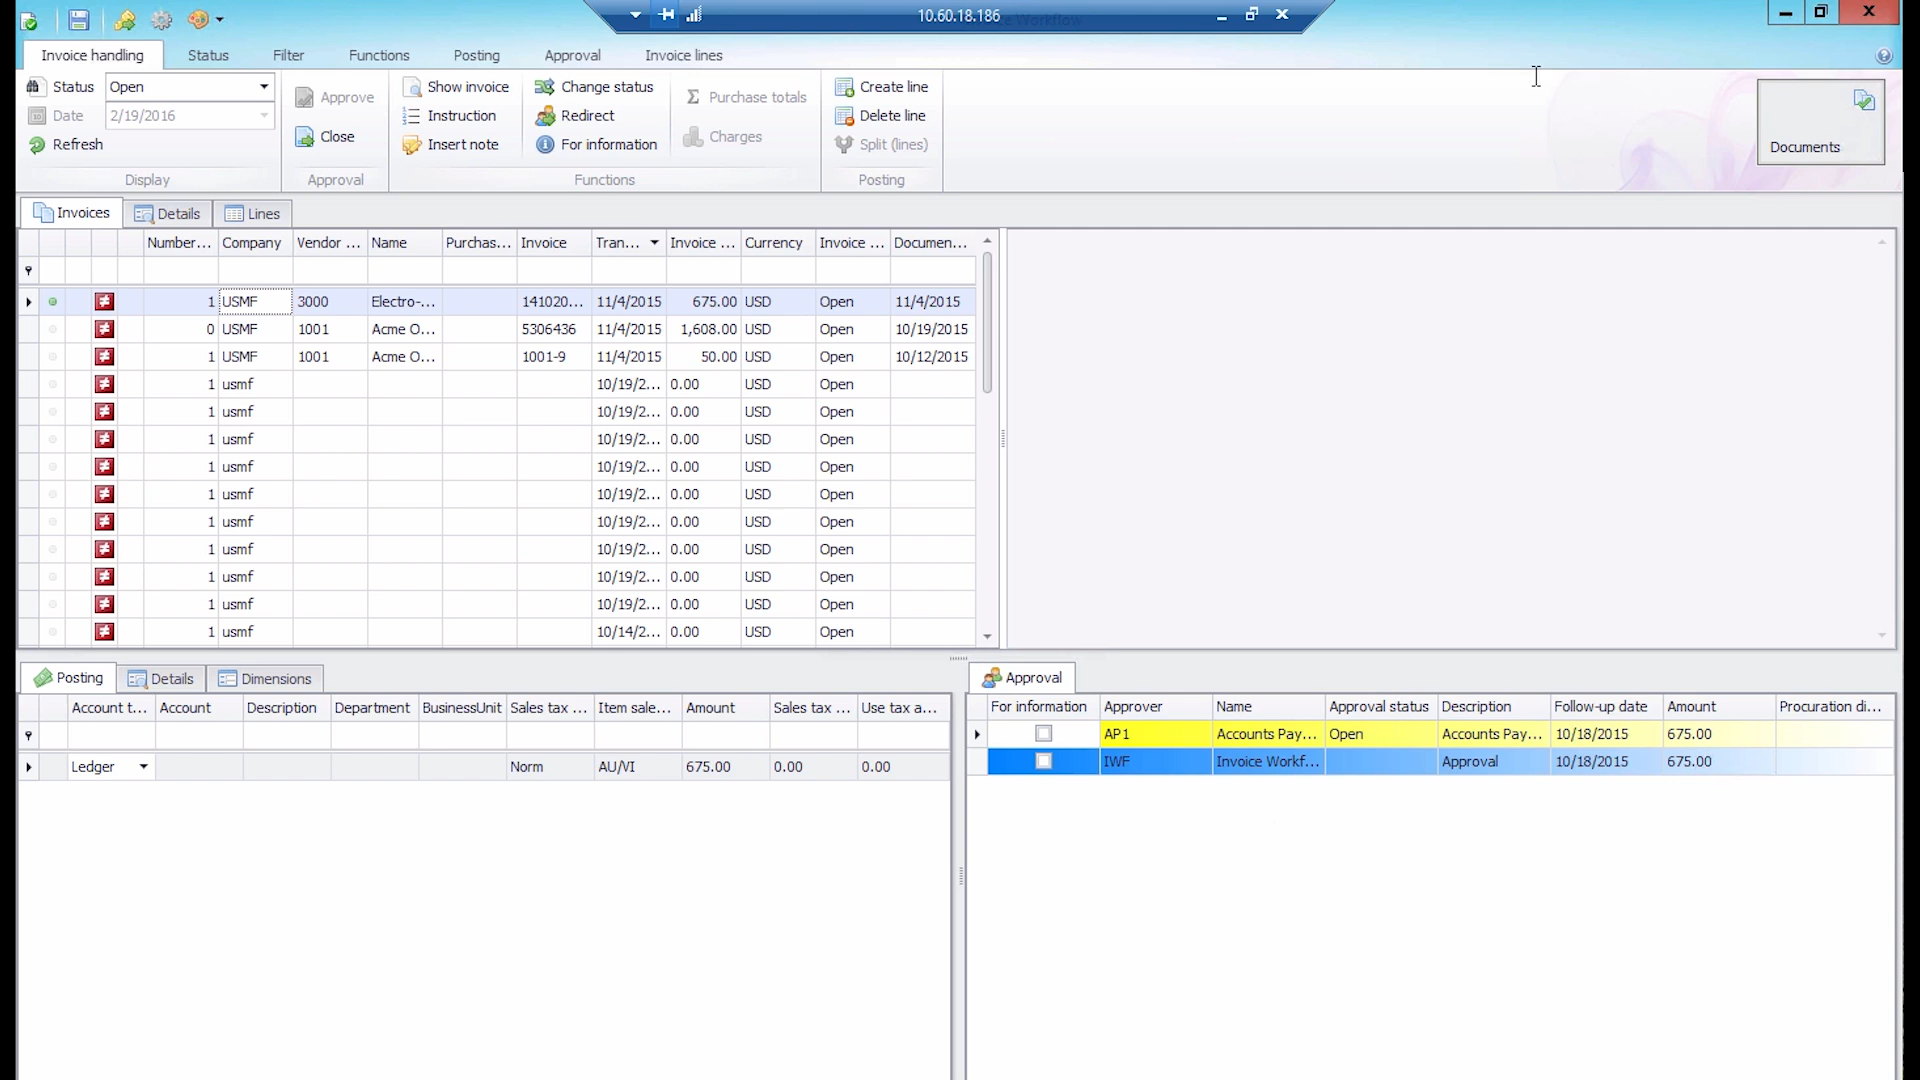 10.60.18.186
Invoice handling Status Filter Functions Posting Approval Invoice lines
Status Open Approve Show invoice Change status Purchase totals Create line
Date 2/19/2016 Close Instruction Redirect Charges Delete line
Refresh Insert note For information Split (lines) Documents
Display Approval Functions Posting
Invoices Details Lines
Number... Company Vendor ... Name Purchas... Invoice Tran... Invoice ... Currency Invoice ... Documen...
1 USMF 3000 Electro-... 141020... 11/4/2015 675.00 USD Open 11/4/2015
0 USMF 1001 Acme O... 5306436 11/4/2015 1,608.00 USD Open 10/19/2015
1 USMF 1001 Acme O... 1001-9 11/4/2015 50.00 USD Open 10/12/2015
1 usmf 10/19/2... 0.00 USD Open
1 usmf 10/19/2... 0.00 USD Open
1 usmf 10/19/2... 0.00 USD Open
1 usmf 10/19/2... 0.00 USD Open
1 usmf 10/19/2... 0.00 USD Open
1 usmf 10/19/2... 0.00 USD Open
1 usmf 10/19/2... 0.00 USD Open
1 usmf 10/19/2... 0.00 USD Open
1 usmf 10/19/2... 0.00 USD Open
1 usmf 10/14/2... 0.00 USD Open
Posting Details Dimensions
Account t... Account Description Department BusinessUnit Sales tax ... Item sale... Amount Sales tax ... Use tax a...
Ledger Norm AU/VI 675.00 0.00 0.00
Approval
For information Approver Name Approval status Description Follow-up date Amount Procuration di...
AP1 Accounts Pay... Open Accounts Pay... 10/18/2015 675.00
IWF Invoice Workf... Approval 10/18/2015 675.00